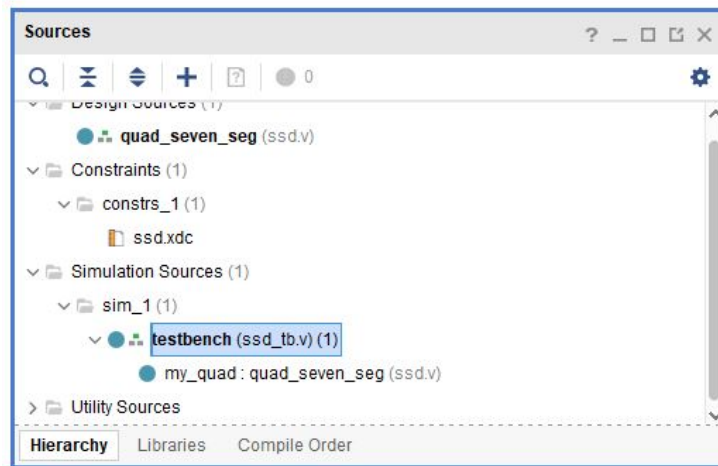 Sources
? 0
Design Sources (1)
quad_seven_seg (ssd.v)
Constraints (1)
constrs_1 (1)
ssd.xdc
Simulation Sources (1)
sim_1 (1)
testbench (ssd_tb.v) (1)
my_quad : quad_seven_seg (ssd.v)
Utility Sources
Hierarchy Libraries Compile Order